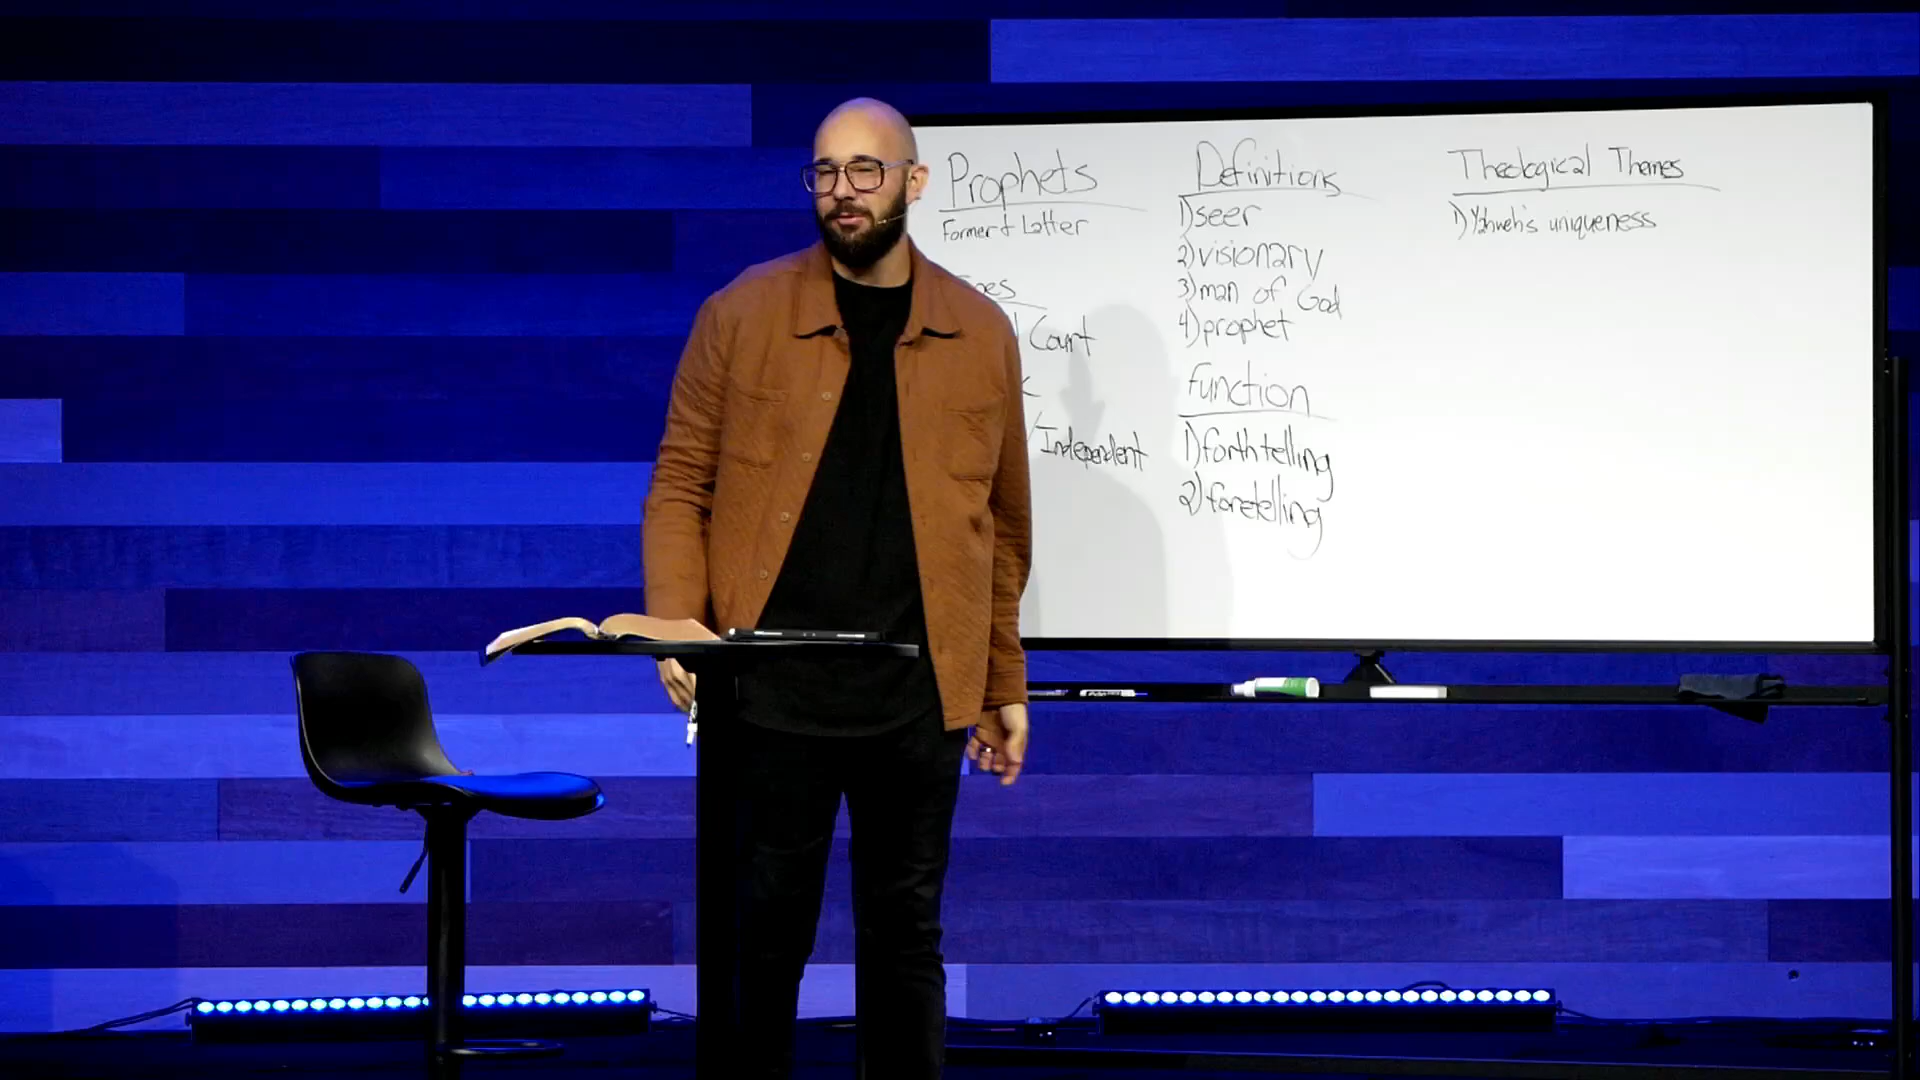 Prophets
Former & Latter
Court
/Independent
Definitions
1) seer
2) visionary
3) man of God
4) prophet
Function
1) forthtelling
2) foretelling
Theological Themes
1) Yahweh's uniqueness